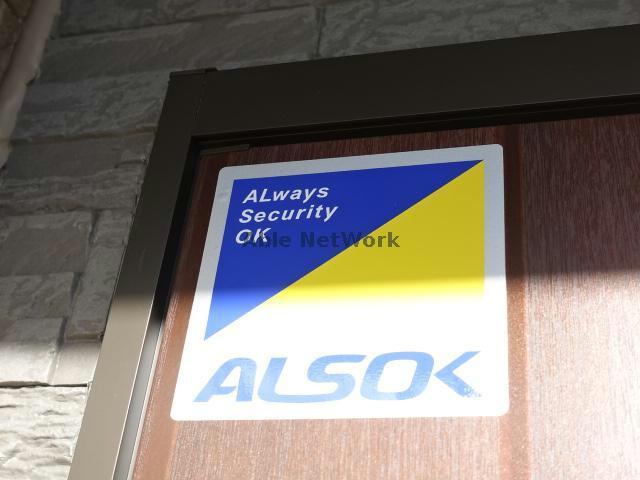 ALways
Security
OK
Able NetWork
ALSOK